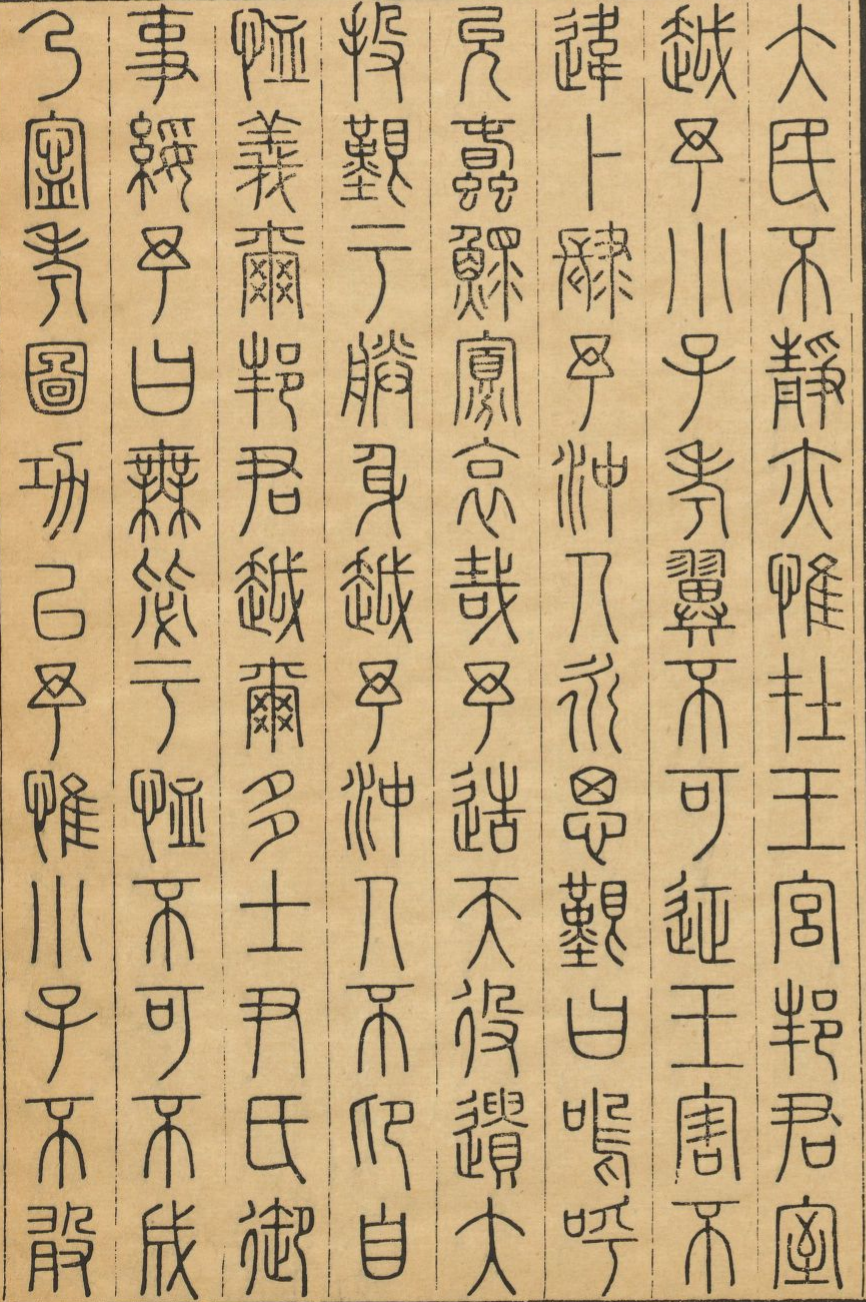 大民不靜亦惟在王宮邦君室
越予小子考翼不可征王害不
違卜肆予沖人永思艱曰嗚呼
允蠢鰥寡哀哉予造天役遺大
投艱于朕身越予沖人不卬自
恤義爾邦君越爾多士尹氏御
事綏予曰無毖于恤不可不成
乃寧考圖功已予惟小子不敢